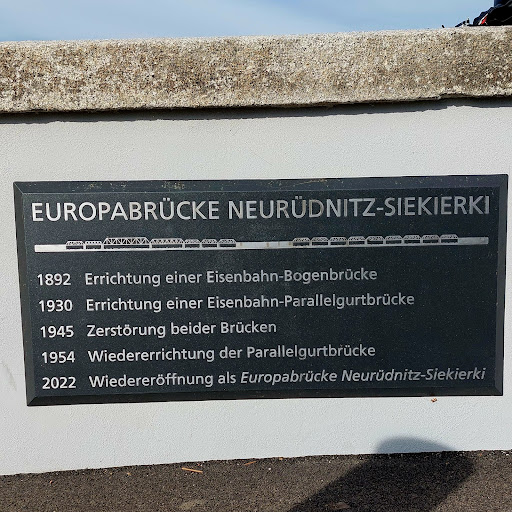 EUROPABRÜCKE NEURÜDNITZ-SIEKIERKI
1892 Errichtung einer Eisenbahn-Bogenbrücke
1930 Errichtung einer Eisenbahn-Parallelgurtbrücke
1945 Zerstörung beider Brücken
1954 Wiedererrichtung der Parallelgurtbrücke
2022 Wiedereröffnung als Europabrücke Neurüdnitz-Siekierki